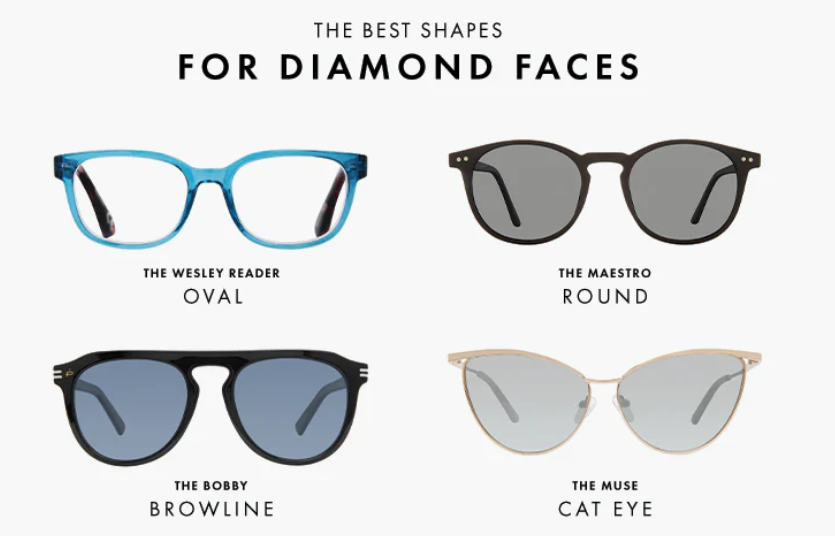 THE BEST SHAPES
FOR DIAMOND FACES
THE WESLEY READER
OVAL
THE MAESTRO
ROUND
THE BOBBY
BROWLINE
THE MUSE
CAT EYE